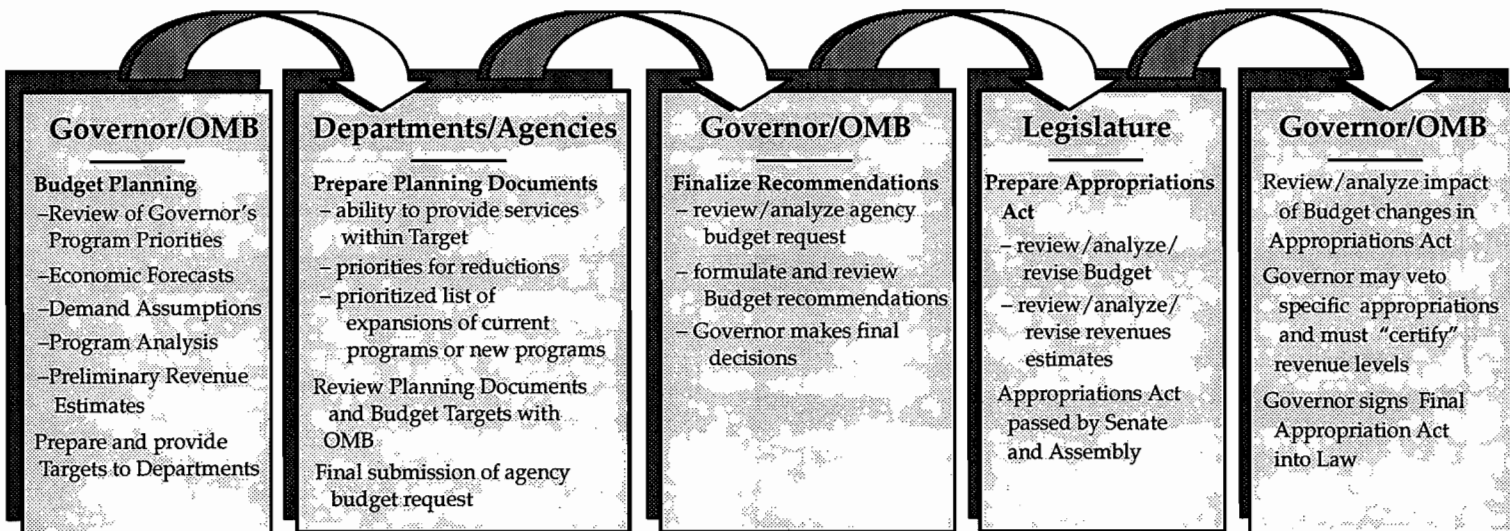 Governor/OMB
Budget Planning
–Review of Governor's
Program Priorities
–Economic Forecasts
–Demand Assumptions
–Program Analysis
–Preliminary Revenue
Estimates
Prepare and provide
Targets to Departments
Departments/Agencies
Prepare Planning Documents
– ability to provide services
within Target
– priorities for reductions
– prioritized list of
expansions of current
programs or new programs
Review Planning Documents
and Budget Targets with
OMB
Final submission of agency
budget request
Governor/OMB
Finalize Recommendations
– review/analyze agency
budget request
– formulate and review
Budget recommendations
– Governor makes final
decisions
Legislature
Prepare Appropriations
Act
– review/analyze/
revise Budget
– review/analyze/
revise revenues
estimates
Appropriations Act
passed by Senate
and Assembly
Governor/OMB
Review/analyze impact
of Budget changes in
Appropriations Act
Governor may veto
specific appropriations
and must "certify"
revenue levels
Governor signs Final
Appropriation Act
into Law